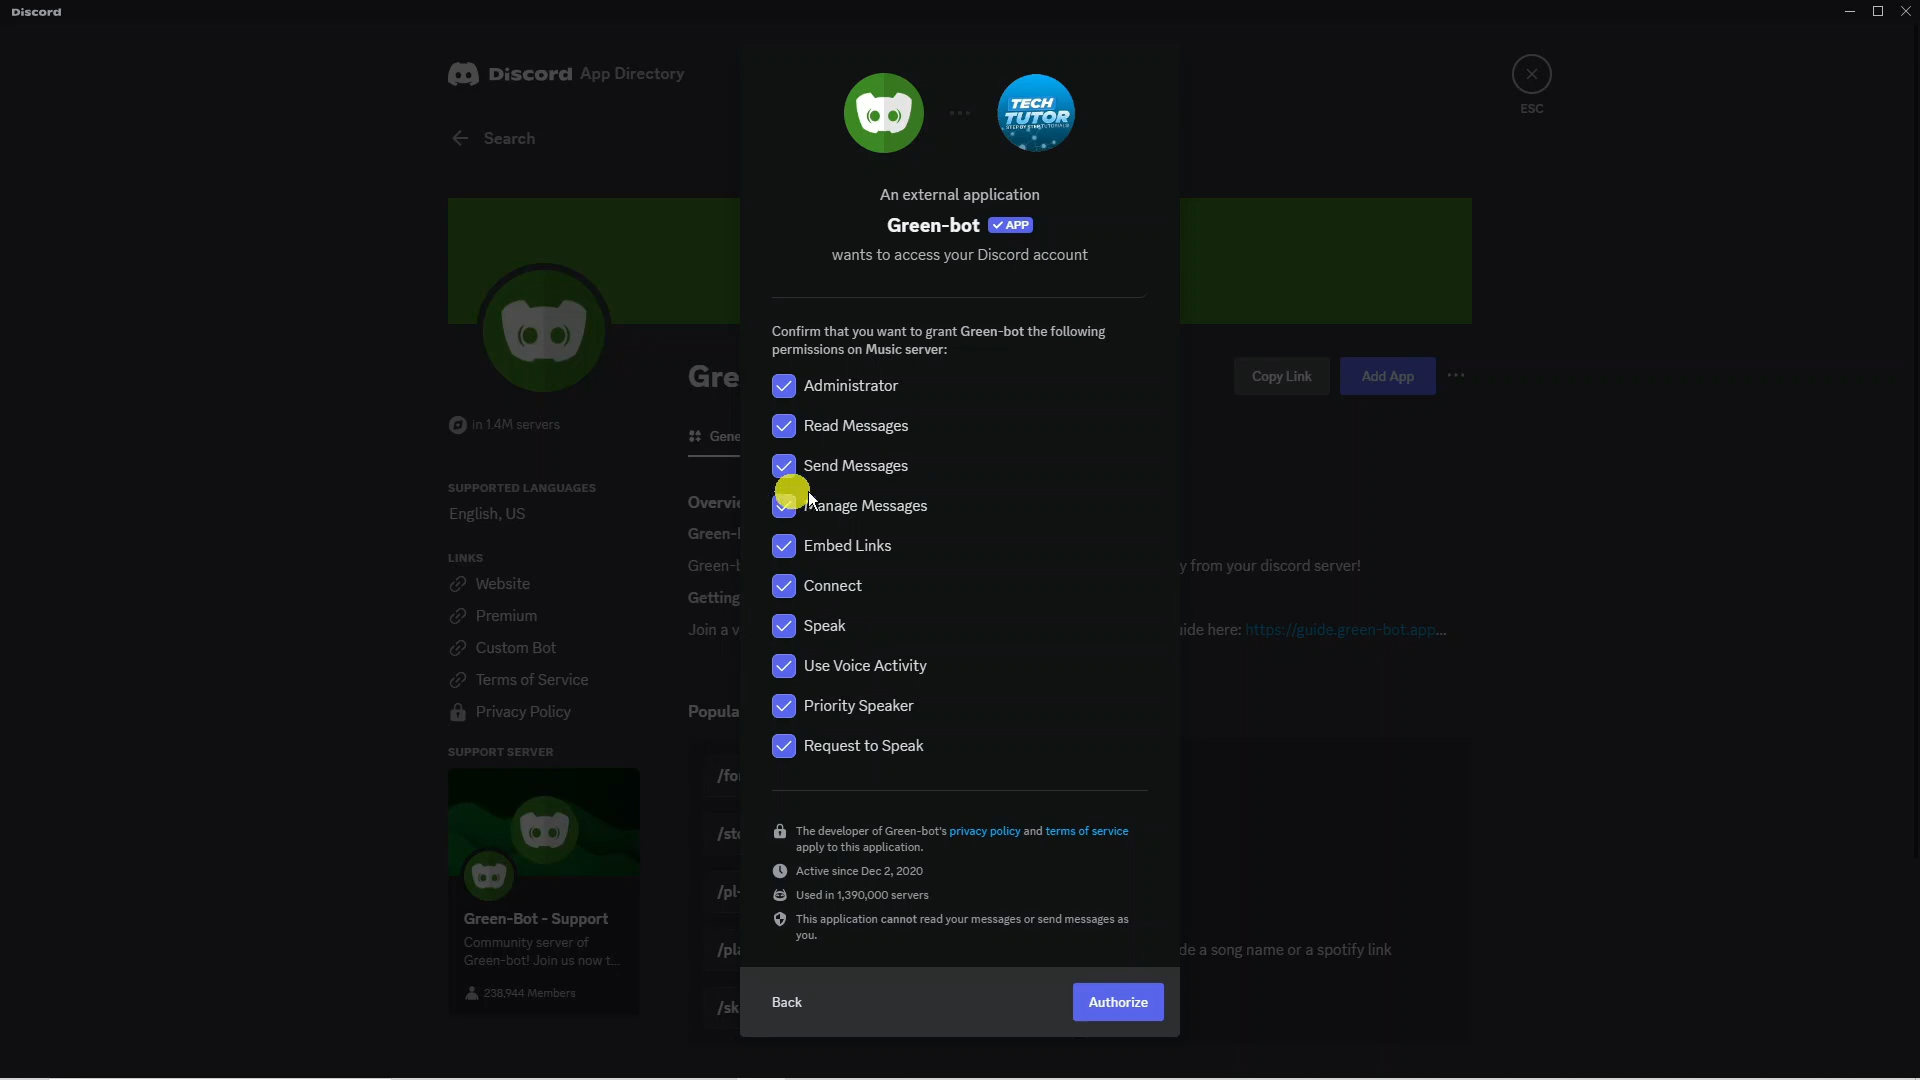 Discord
Discord App Directory
ESC
Search
TECH
TUTOR
An external application
Green-bot APP
wants to access your Discord account
Confirm that you want to grant Green-bot the following
permissions on Music server:
Administrator
Read Messages
Send Messages
Manage Messages
Embed Links
Connect
Speak
Use Voice Activity
Priority Speaker
Request to Speak
The developer of Green-bot's privacy policy and terms of service
apply to this application.
Active since Dec 2, 2020
Used in 1,390,000 servers
This application cannot read your messages or send messages as
you.
Back
Authorize
Gre
Copy Link
Add App
in 1.4M servers
Gene
SUPPORTED LANGUAGES
English, US
LINKS
Website
Premium
Custom Bot
Terms of Service
Privacy Policy
SUPPORT SERVER
Green-Bot - Support
Community server of
Green-bot! Join us now t...
238,944 Members
Overvie
Green-
Green-
y from your discord server!
Getting
Join a v
ide here: https://guide.green-bot.app...
Popula
/fo
/st
/pl-
/pl
de a song name or a spotify link
/sk